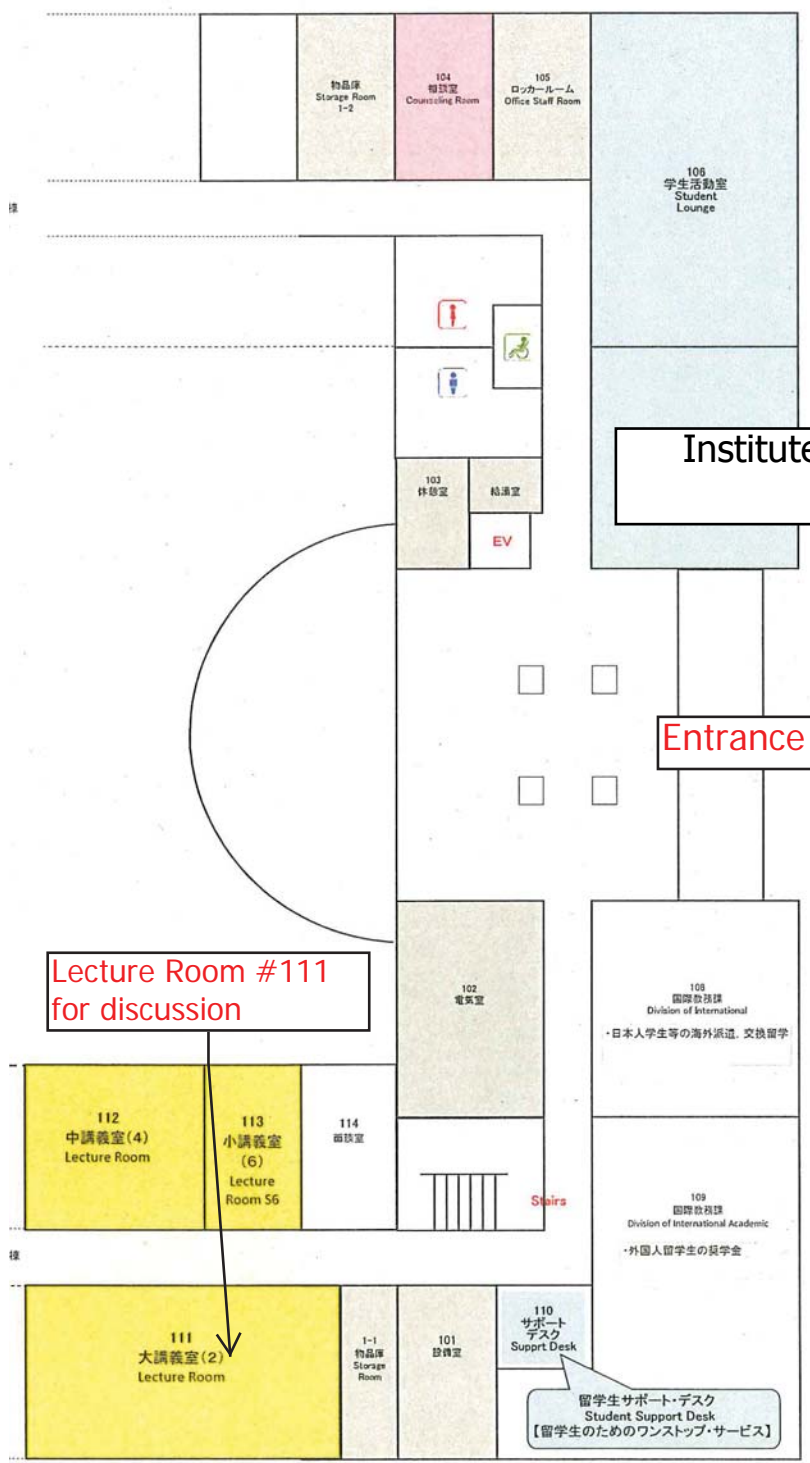 物品庫
Storage Room
1-2
104
相談室
Counseling Room
105
ロッカールーム
Office Staff Room
106
学生活動室
Student
Lounge
棟
Institute
103
休憩室
給湯室
EV
Entrance
Lecture Room #111
for discussion
102
電気室
108
国際教務課
Division of International
・日本人学生等の海外派遣、交換留学
112
中講義室(4)
Lecture Room
113
小講義室
(6)
Lecture
Room S6
114
面談室
Stairs
109
国際教務課
Division of International Academic
・外国人留学生の奨学金
棟
111
大講義室(2)
Lecture Room
1-1
物品庫
Storage
Room
101
設備室
110
サポート
デスク
Supprt Desk
留学生サポート・デスク
Student Support Desk
【留学生のためのワンストップ・サービス】